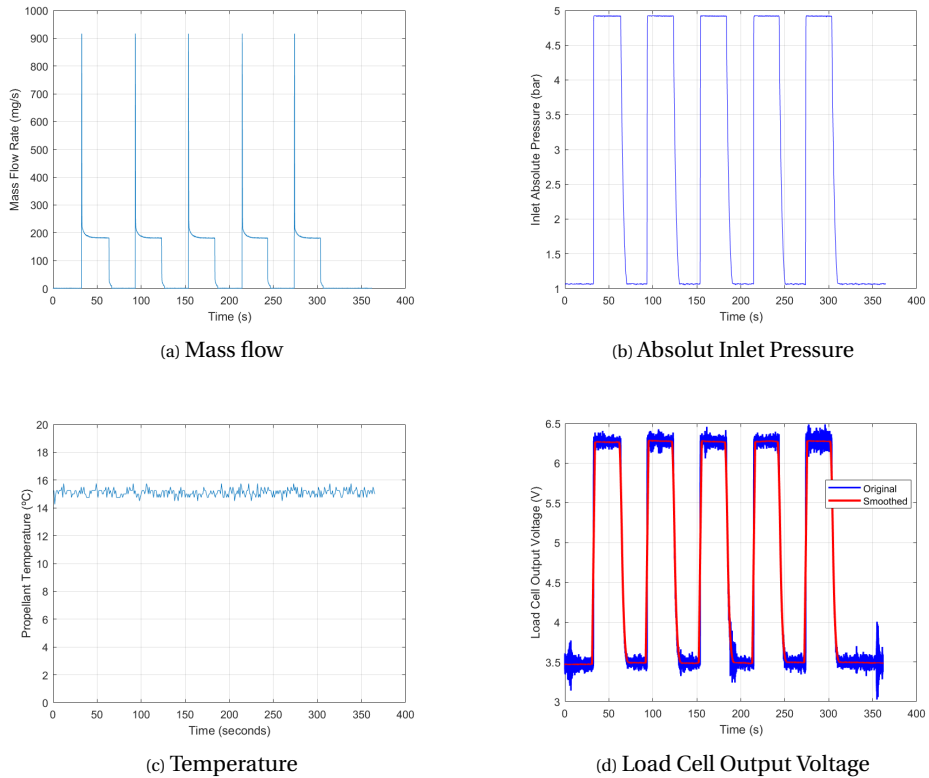 1000
900
800
700
600
500
400
300
200
100
0
Mass Flow Rate (mg/s)
0 50 100 150 200 250 300 350 400
Time (s)
(a) Mass flow
5
4.5
4
3.5
3
2.5
2
1.5
1
Inlet Absolute Pressure (bar)
0 50 100 150 200 250 300 350 400
Time (s)
(b) Absolut Inlet Pressure
20
18
16
14
12
10
8
6
4
2
0
Propellant Temperature (ºC)
0 50 100 150 200 250 300 350 400
Time (seconds)
(c) Temperature
6.5
6
5.5
5
4.5
4
3.5
3
Load Cell Output Voltage (V)
Original
Smoothed
0 50 100 150 200 250 300 350 400
Time (s)
(d) Load Cell Output Voltage